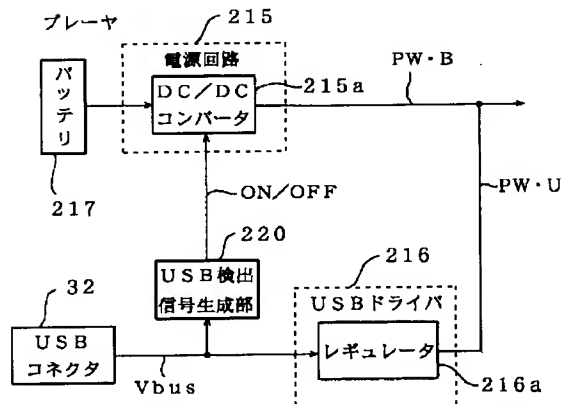 プレーヤ
215
電源回路
PW・B
バッテリ
DC/DC
コンバータ
215a
217
ON/OFF
PW・U
220
216
32
USB検出
信号生成部
USBドライバ
USB
コネクタ
レギュレータ
Vbus
216a